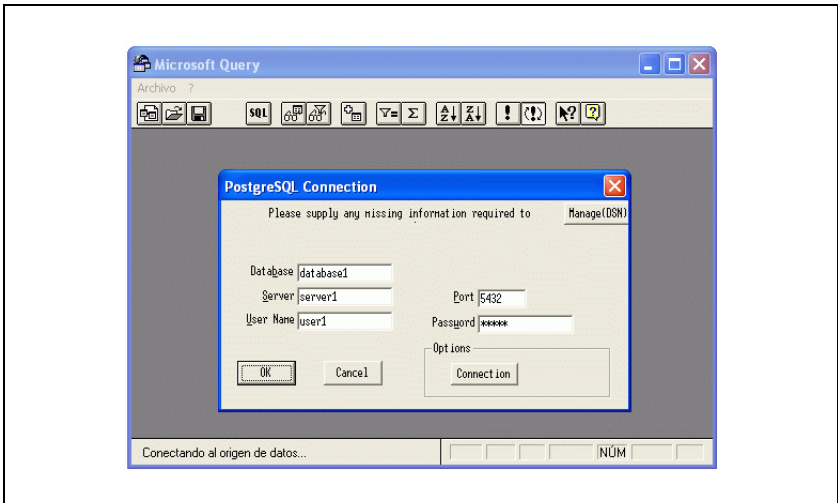 Microsoft Query
Archivo ?
SQL
PostgreSQL Connection
Please supply any missing information required to
Manage(DSN)
Database database1
Server server1
Port 5432
User Name user1
Password *****
Options
OK
Cancel
Connection
Conectando al origen de datos...
NÚM